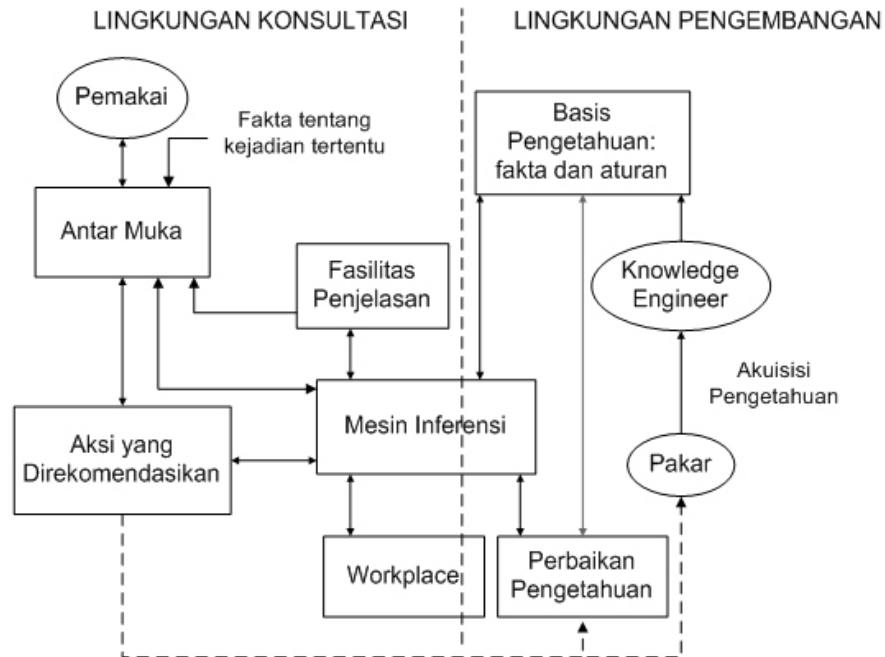 LINGKUNGAN KONSULTASI
LINGKUNGAN PENGEMBANGAN
Pemakai
Fakta tentang
kejadian tertentu
Basis
Pengetahuan:
fakta dan aturan
Antar Muka
Fasilitas
Penjelasan
Knowledge
Engineer
Akuisisi
Pengetahuan
Mesin Inferensi
Aksi yang
Direkomendasikan
Pakar
Workplace
Perbaikan
Pengetahuan